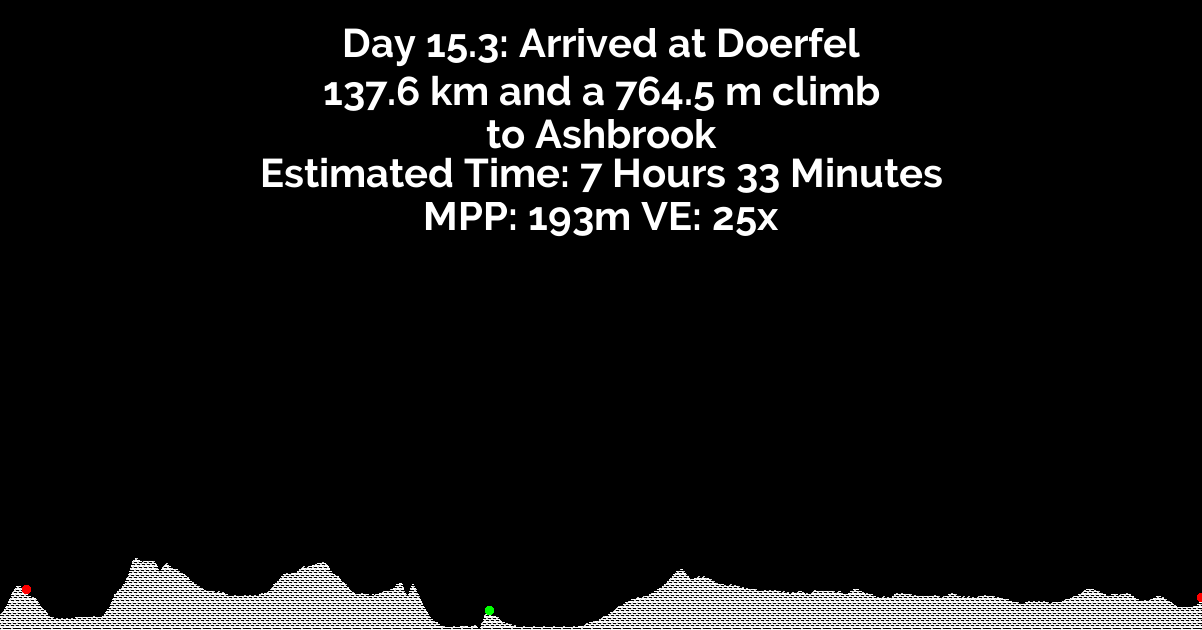 Day 15.3: Arrived at Doerfel
137.6 km and a 764.5 m climb
to Ashbrook
Estimated Time: 7 Hours 33 Minutes
MPP: 193m VE: 25x